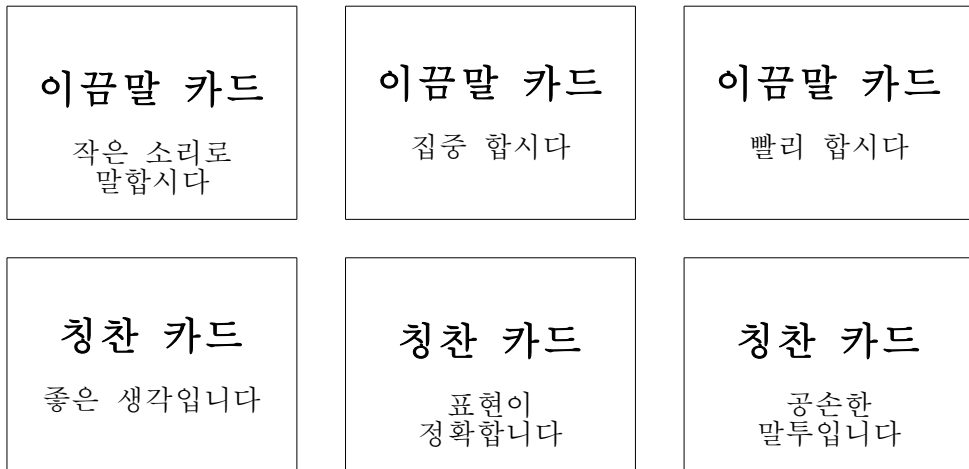 이끔말 카드
작은 소리로
말합시다
이끔말 카드
집중 합시다
이끔말 카드
빨리 합시다
칭찬 카드
좋은 생각입니다
칭찬 카드
표현이
정확합니다
칭찬 카드
공손한
말투입니다